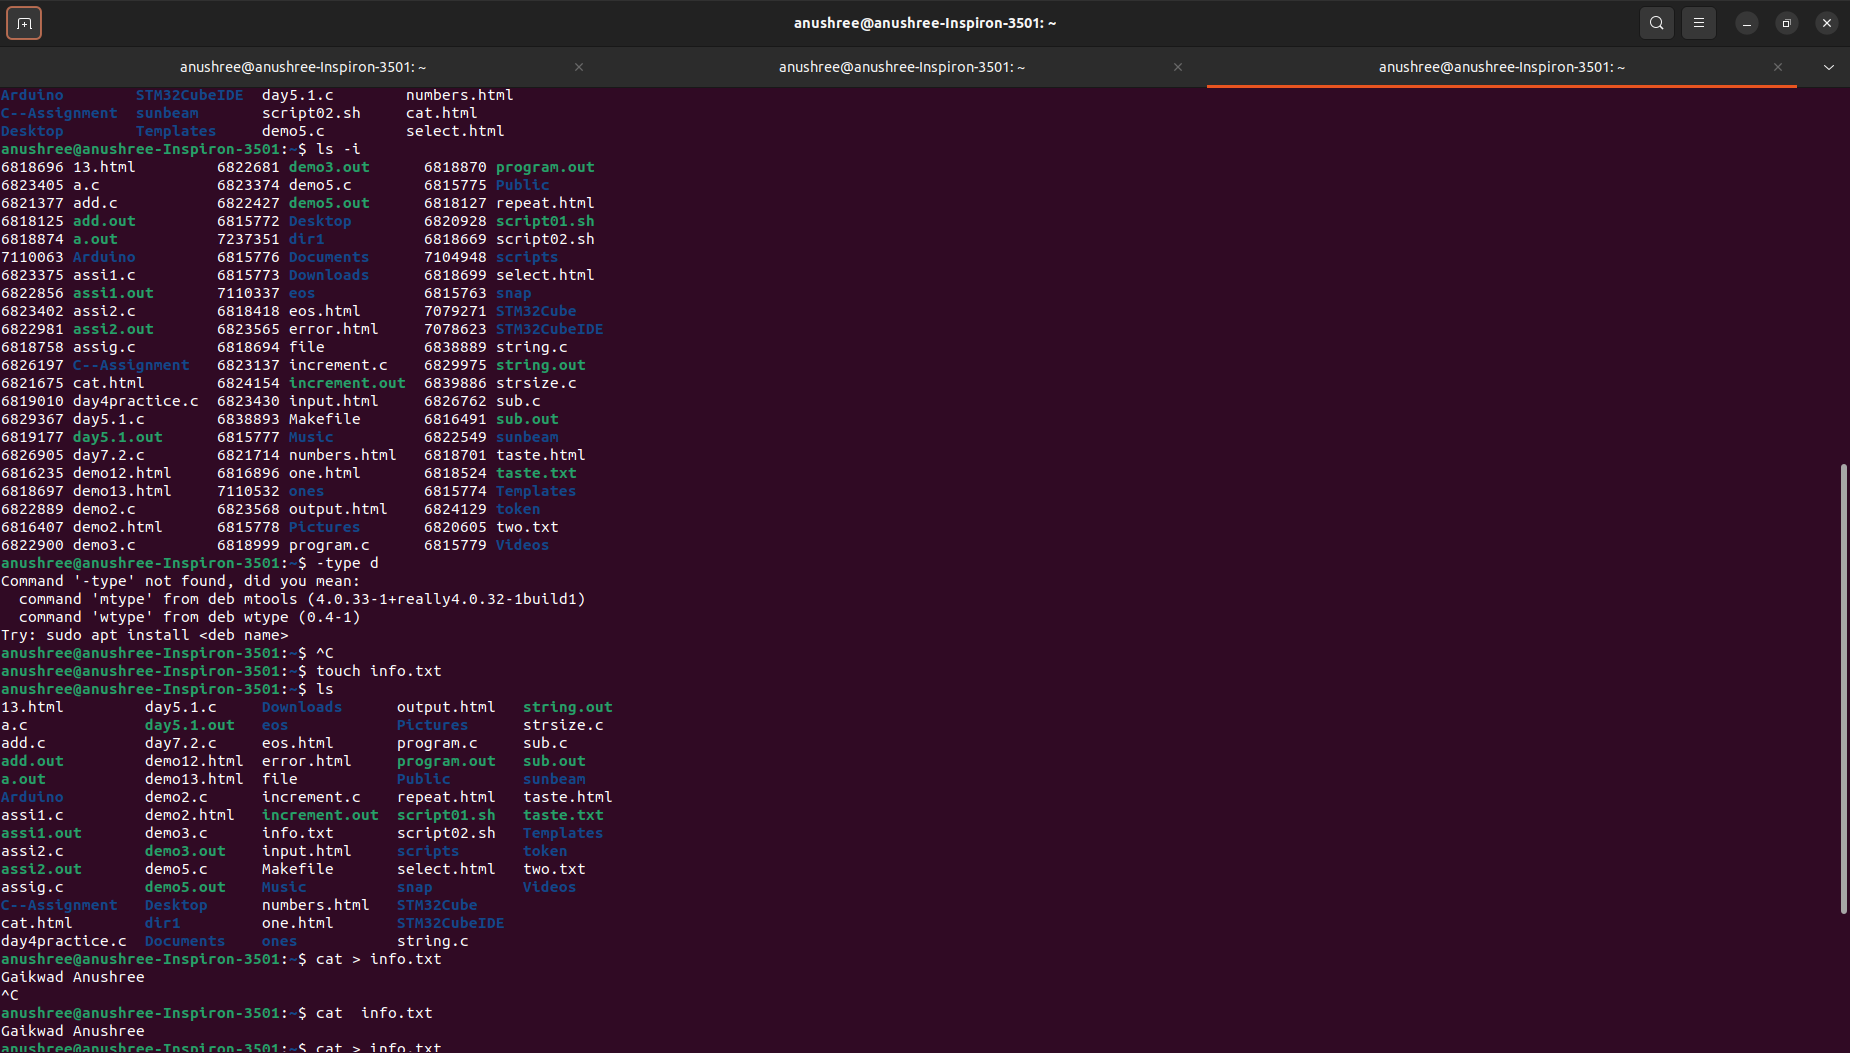 anushree@anushree-Inspiron-3501: ~
anushree@anushree-Inspiron-3501: ~ anushree@anushree-Inspiron-3501: ~ anushree@anushree-Inspiron-3501: ~
Arduino STM32CubeIDE day5.1.c numbers.html
C--Assignment sunbeam script02.sh cat.html
Desktop Templates demo5.c select.html
anushree@anushree-Inspiron-3501:~$ ls -i
6818696 13.html 6822681 demo3.out 6818870 program.out
6823405 a.c 6823374 demo5.c 6815775 Public
6821377 add.c 6822427 demo5.out 6818127 repeat.html
6818125 add.out 6815772 Desktop 6820928 script01.sh
6818874 a.out 7237351 dir1 6818669 script02.sh
7110063 Arduino 6815776 Documents 7104948 scripts
6823375 assi1.c 6815773 Downloads 6818699 select.html
6822856 assi1.out 7110337 eos 6815763 snap
6823402 assi2.c 6818418 eos.html 7079271 STM32Cube
6822981 assi2.out 6823565 error.html 7078623 STM32CubeIDE
6818758 assig.c 6818694 file 6838889 string.c
6826197 C--Assignment 6823137 increment.c 6829975 string.out
6821675 cat.html 6824154 increment.out 6839886 strsize.c
6819010 day4practice.c 6823430 input.html 6826762 sub.c
6829367 day5.1.c 6838893 Makefile 6816491 sub.out
6819177 day5.1.out 6815777 Music 6822549 sunbeam
6826905 day7.2.c 6821714 numbers.html 6818701 taste.html
6816235 demo12.html 6816896 one.html 6818524 taste.txt
6818697 demo13.html 7110532 ones 6815774 Templates
6822889 demo2.c 6823568 output.html 6824129 token
6816407 demo2.html 6815778 Pictures 6820605 two.txt
6822900 demo3.c 6818999 program.c 6815779 Videos
anushree@anushree-Inspiron-3501:~$ -type d
Command '-type' not found, did you mean:
command 'mtype' from deb mtools (4.0.33-1+really4.0.32-1build1)
command 'wtype' from deb wtype (0.4-1)
Try: sudo apt install <deb name>
anushree@anushree-Inspiron-3501:~$ ^C
anushree@anushree-Inspiron-3501:~$ touch info.txt
anushree@anushree-Inspiron-3501:~$ ls
13.html day5.1.c Downloads output.html string.out
a.c day5.1.out eos Pictures strsize.c
add.c day7.2.c eos.html program.c sub.c
add.out demo12.html error.html program.out sub.out
a.out demo13.html file Public sunbeam
Arduino demo2.c increment.c repeat.html taste.html
assi1.c demo2.html increment.out script01.sh taste.txt
assi1.out demo3.c info.txt script02.sh Templates
assi2.c demo3.out input.html scripts token
assi2.out demo5.c Makefile select.html two.txt
assig.c demo5.out Music snap Videos
C--Assignment Desktop numbers.html STM32Cube
cat.html dir1 one.html STM32CubeIDE
day4practice.c Documents ones string.c
anushree@anushree-Inspiron-3501:~$ cat > info.txt
Gaikwad Anushree
^C
anushree@anushree-Inspiron-3501:~$ cat  info.txt
Gaikwad Anushree
anushree@anushree-Inspiron-3501:~$ cat > info.txt